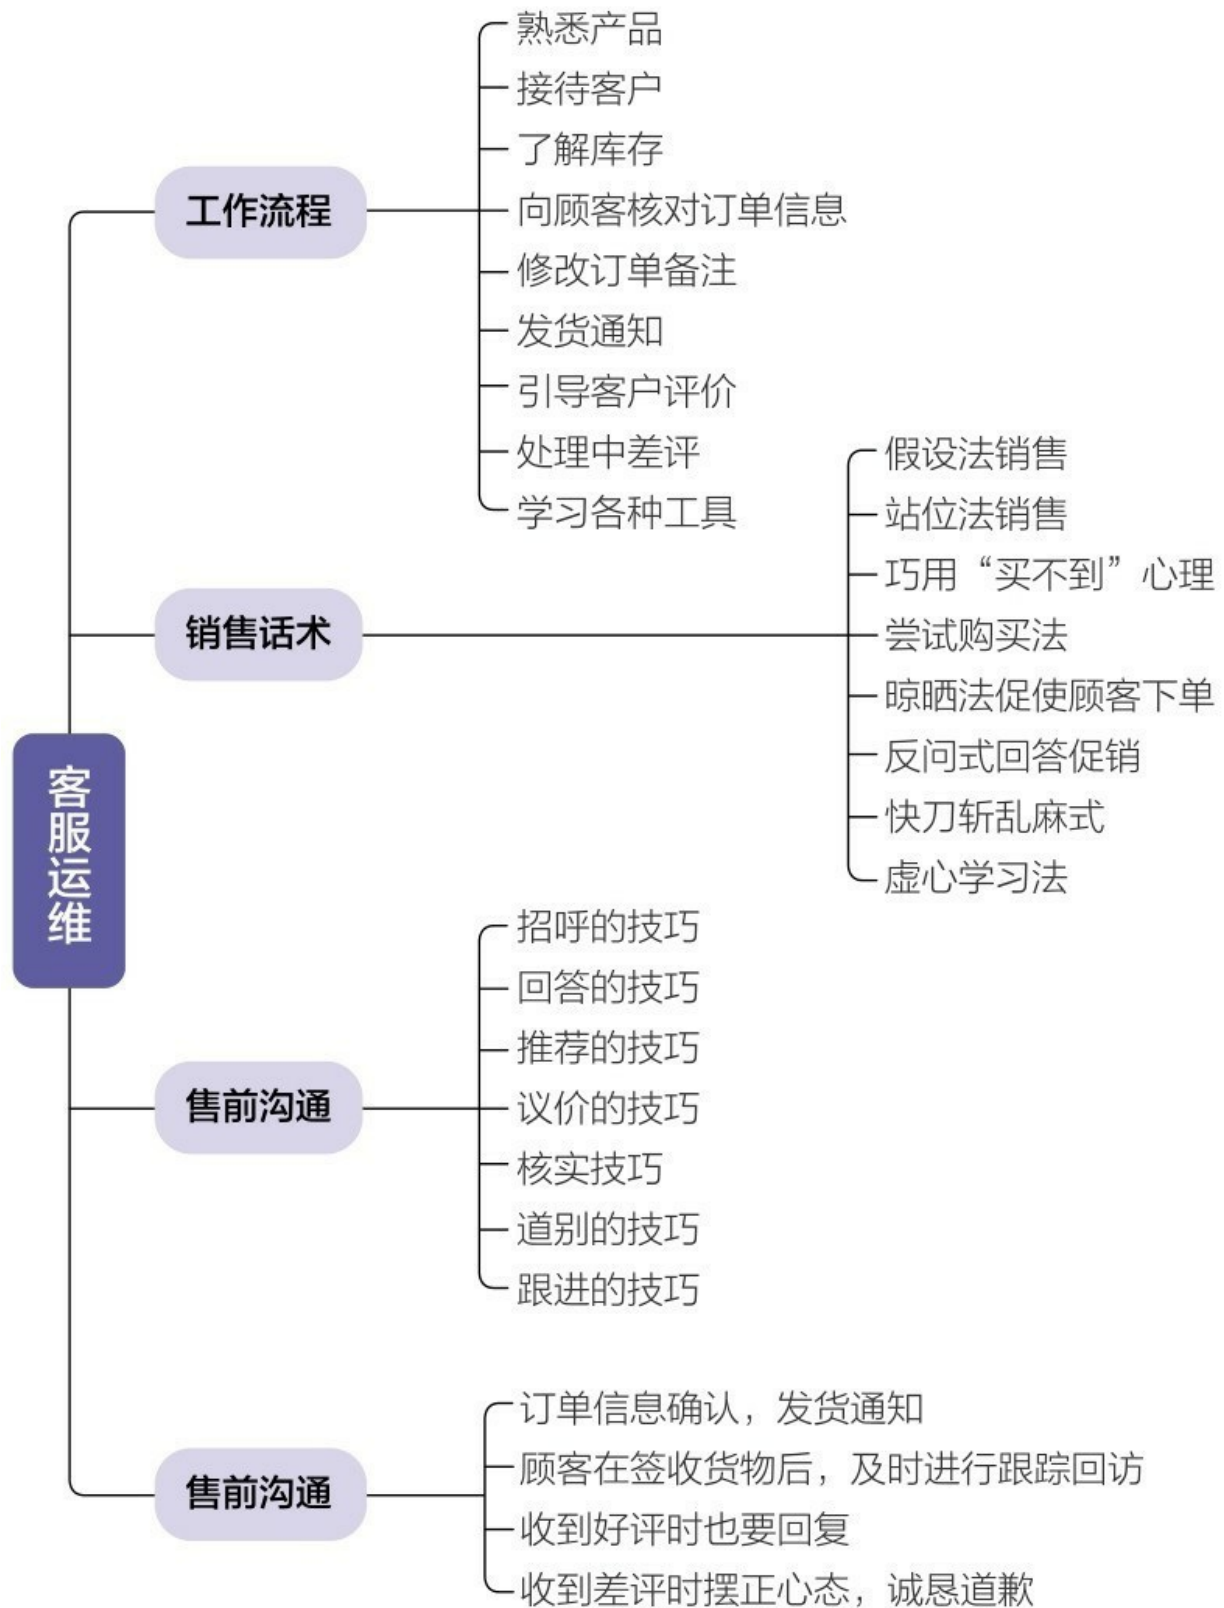 客服运维
工作流程
熟悉产品
接待客户
了解库存
向顾客核对订单信息
修改订单备注
发货通知
引导客户评价
处理中差评
学习各种工具
销售话术
假设法销售
站位法销售
巧用“买不到”心理
尝试购买法
晾晒法促使顾客下单
反问式回答促销
快刀斩乱麻式
虚心学习法
售前沟通
招呼的技巧
回答的技巧
推荐的技巧
议价的技巧
核实技巧
道别的技巧
跟进的技巧
售前沟通
订单信息确认，发货通知
顾客在签收货物后，及时进行跟踪回访
收到好评时也要回复
收到差评时摆正心态，诚恳道歉